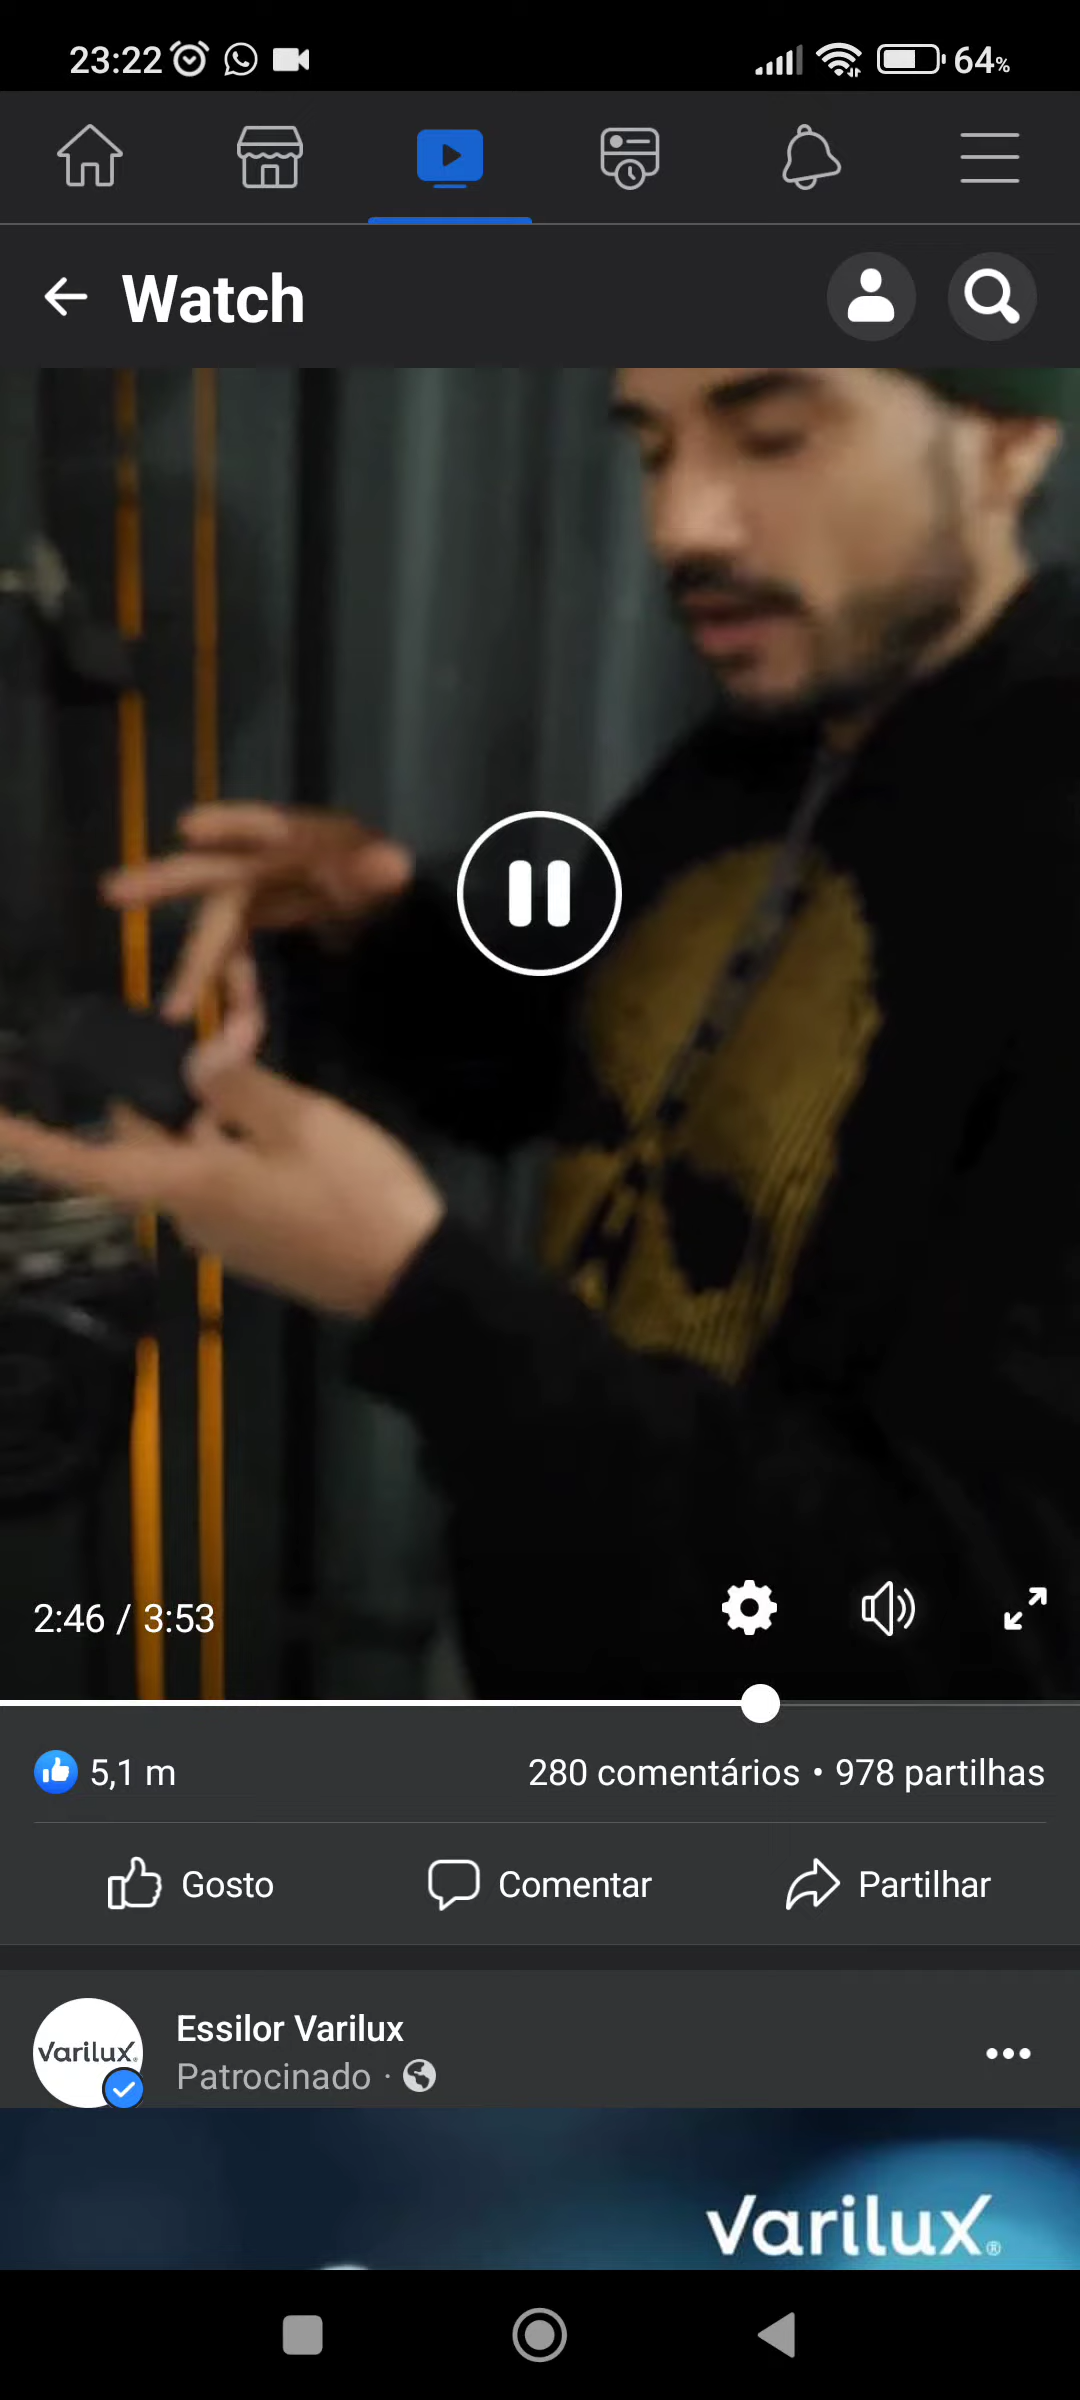 23:22
64%
Watch
2:46 / 3:53
5,1 m
280 comentários • 978 partilhas
Gosto
Comentar
Partilhar
varilux®
Essilor Varilux
Patrocinado ·
varilux®